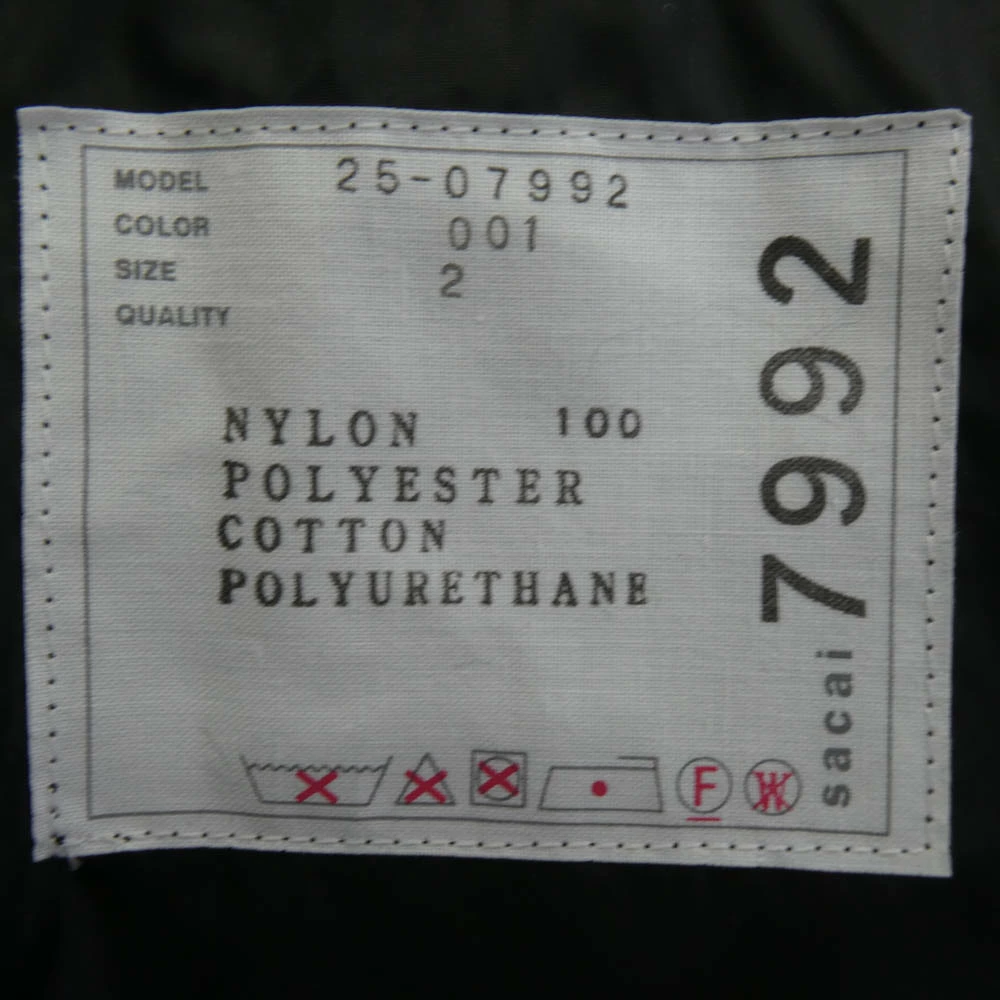 MODEL 25-07992
COLOR 001
SIZE 2
QUALITY
NYLON 100
POLYESTER
COTTON
POLYURETHANE
F W
sacai 7992